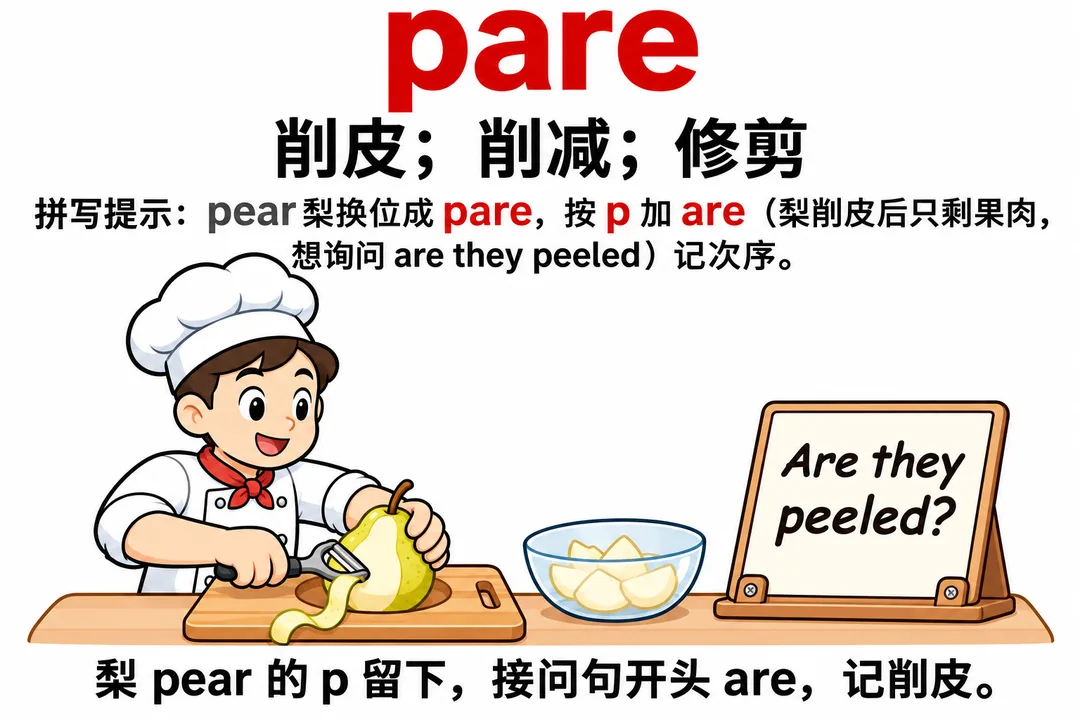 pare
削皮；削减；修剪
拼写提示：pear 梨换位成 pare，按 p 加 are（梨削皮后只剩果肉，
想询问 are they peeled）记次序。
Are they
peeled?
梨 pear 的 p 留下，接问句开头 are，记削皮。